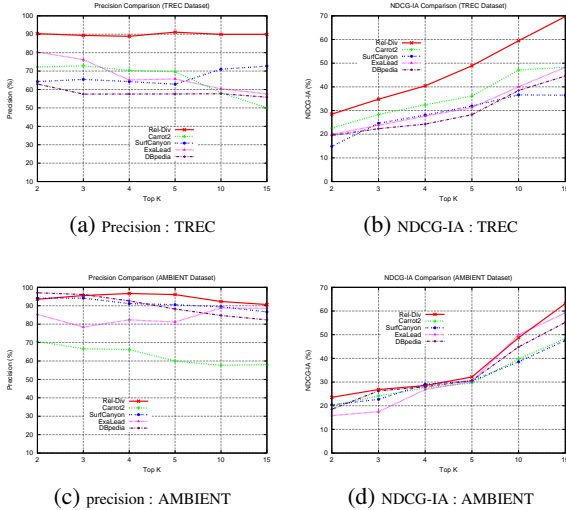 Precision Comparison (TREC Dataset)
100
90
80
70
60
50
40
30
20
10
Precision (%)
Rel-Div
Carrot2
SurfCanyon
ExaLead
DBpedia
2 3 4 5 10 15
Top K
(a) Precision : TREC
NDCG-IA Comparison (TREC Dataset)
70
60
50
40
30
20
10
0
NDCG-IA (%)
Rel-Div
Carrot2
SurfCanyon
ExaLead
DBpedia
2 3 4 5 10 15
Top K
(b) NDCG-IA : TREC
Precision Comparison (AMBIENT Dataset)
100
90
80
70
60
50
40
30
20
10
Precision (%)
Rel-Div
Carrot2
SurfCanyon
ExaLead
DBpedia
2 3 4 5 10 15
Top K
(c) precision : AMBIENT
NDCG-IA Comparison (AMBIENT Dataset)
70
60
50
40
30
20
10
0
NDCG-IA (%)
Rel-Div
Carrot2
SurfCanyon
ExaLead
DBpedia
2 3 4 5 10 15
Top K
(d) NDCG-IA : AMBIENT